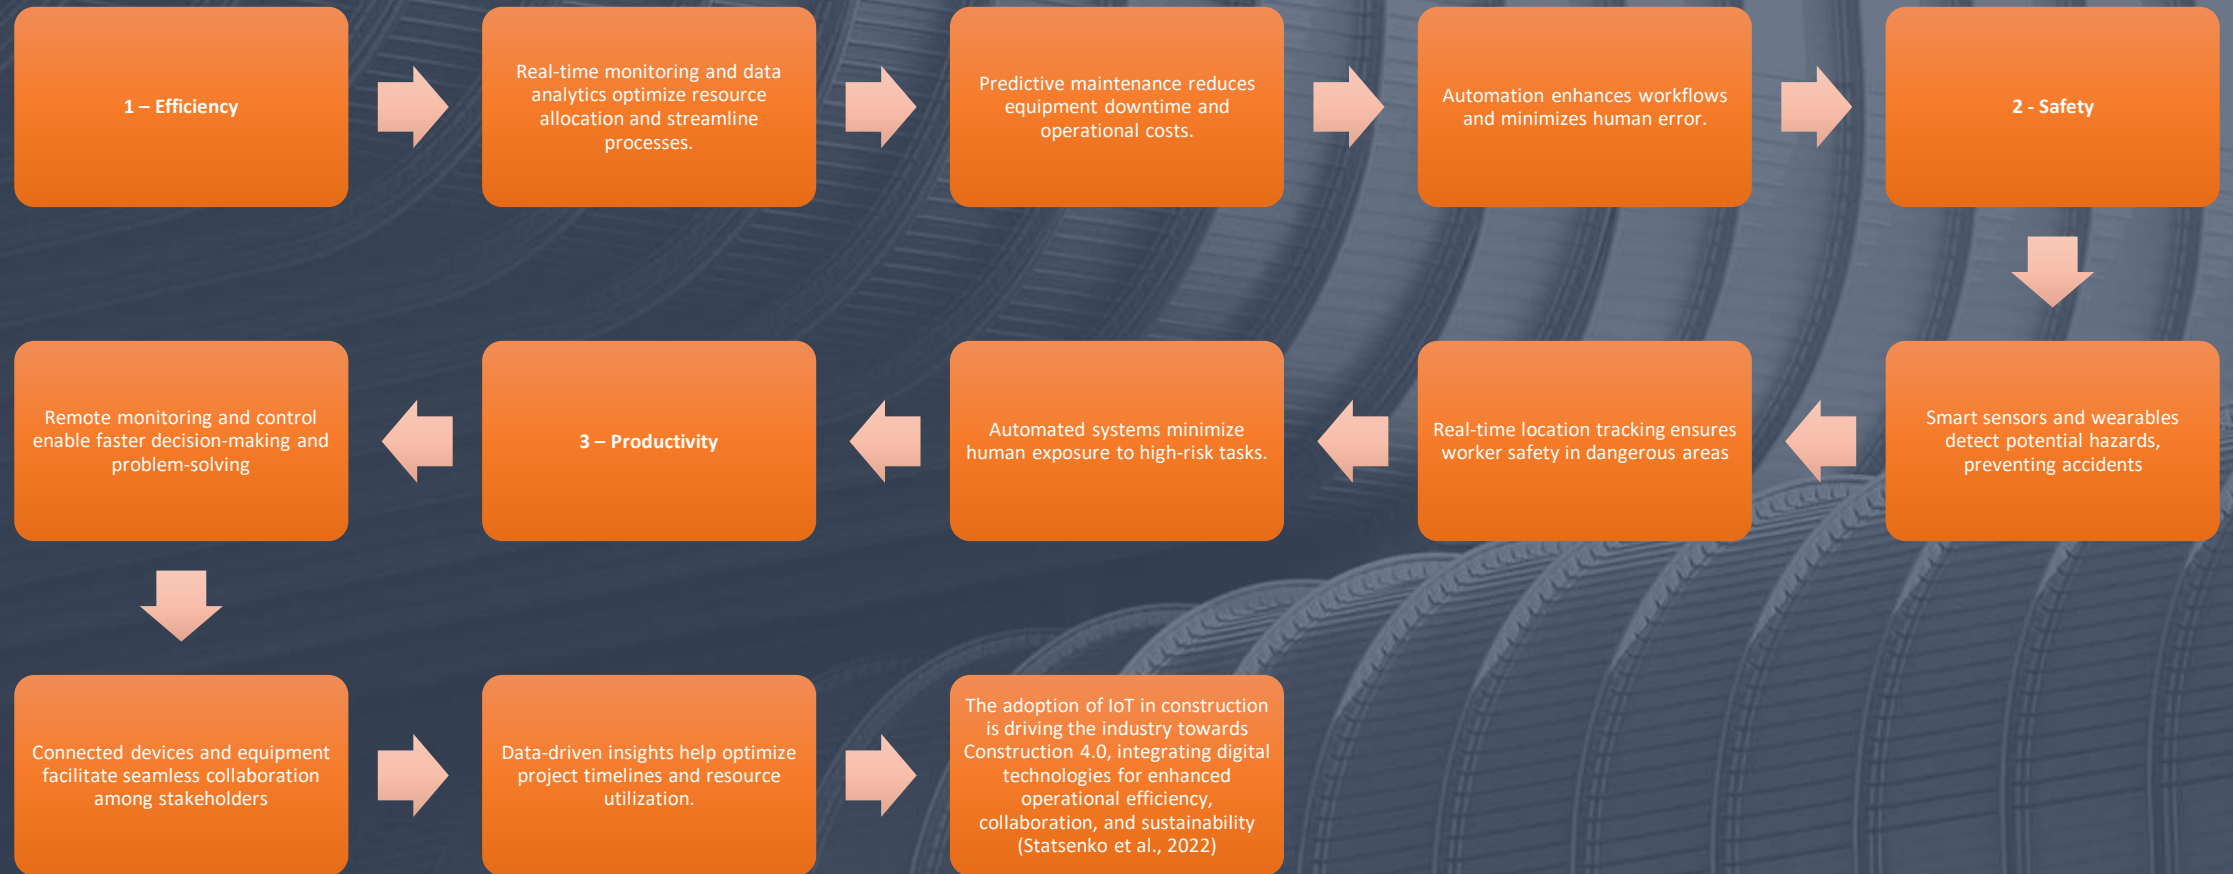 1 – Efficiency
Real-time monitoring and data
analytics optimize resource
allocation and streamline
processes.
Predictive maintenance reduces
equipment downtime and
operational costs.
Automation enhances workflows
and minimizes human error.
2 - Safety
Smart sensors and wearables
detect potential hazards,
preventing accidents
Real-time location tracking ensures
worker safety in dangerous areas
Automated systems minimize
human exposure to high-risk tasks.
3 – Productivity
Remote monitoring and control
enable faster decision-making and
problem-solving
Connected devices and equipment
facilitate seamless collaboration
among stakeholders
Data-driven insights help optimize
project timelines and resource
utilization.
The adoption of IoT in construction
is driving the industry towards
Construction 4.0, integrating digital
technologies for enhanced
operational efficiency,
collaboration, and sustainability
(Statsenko et al., 2022)